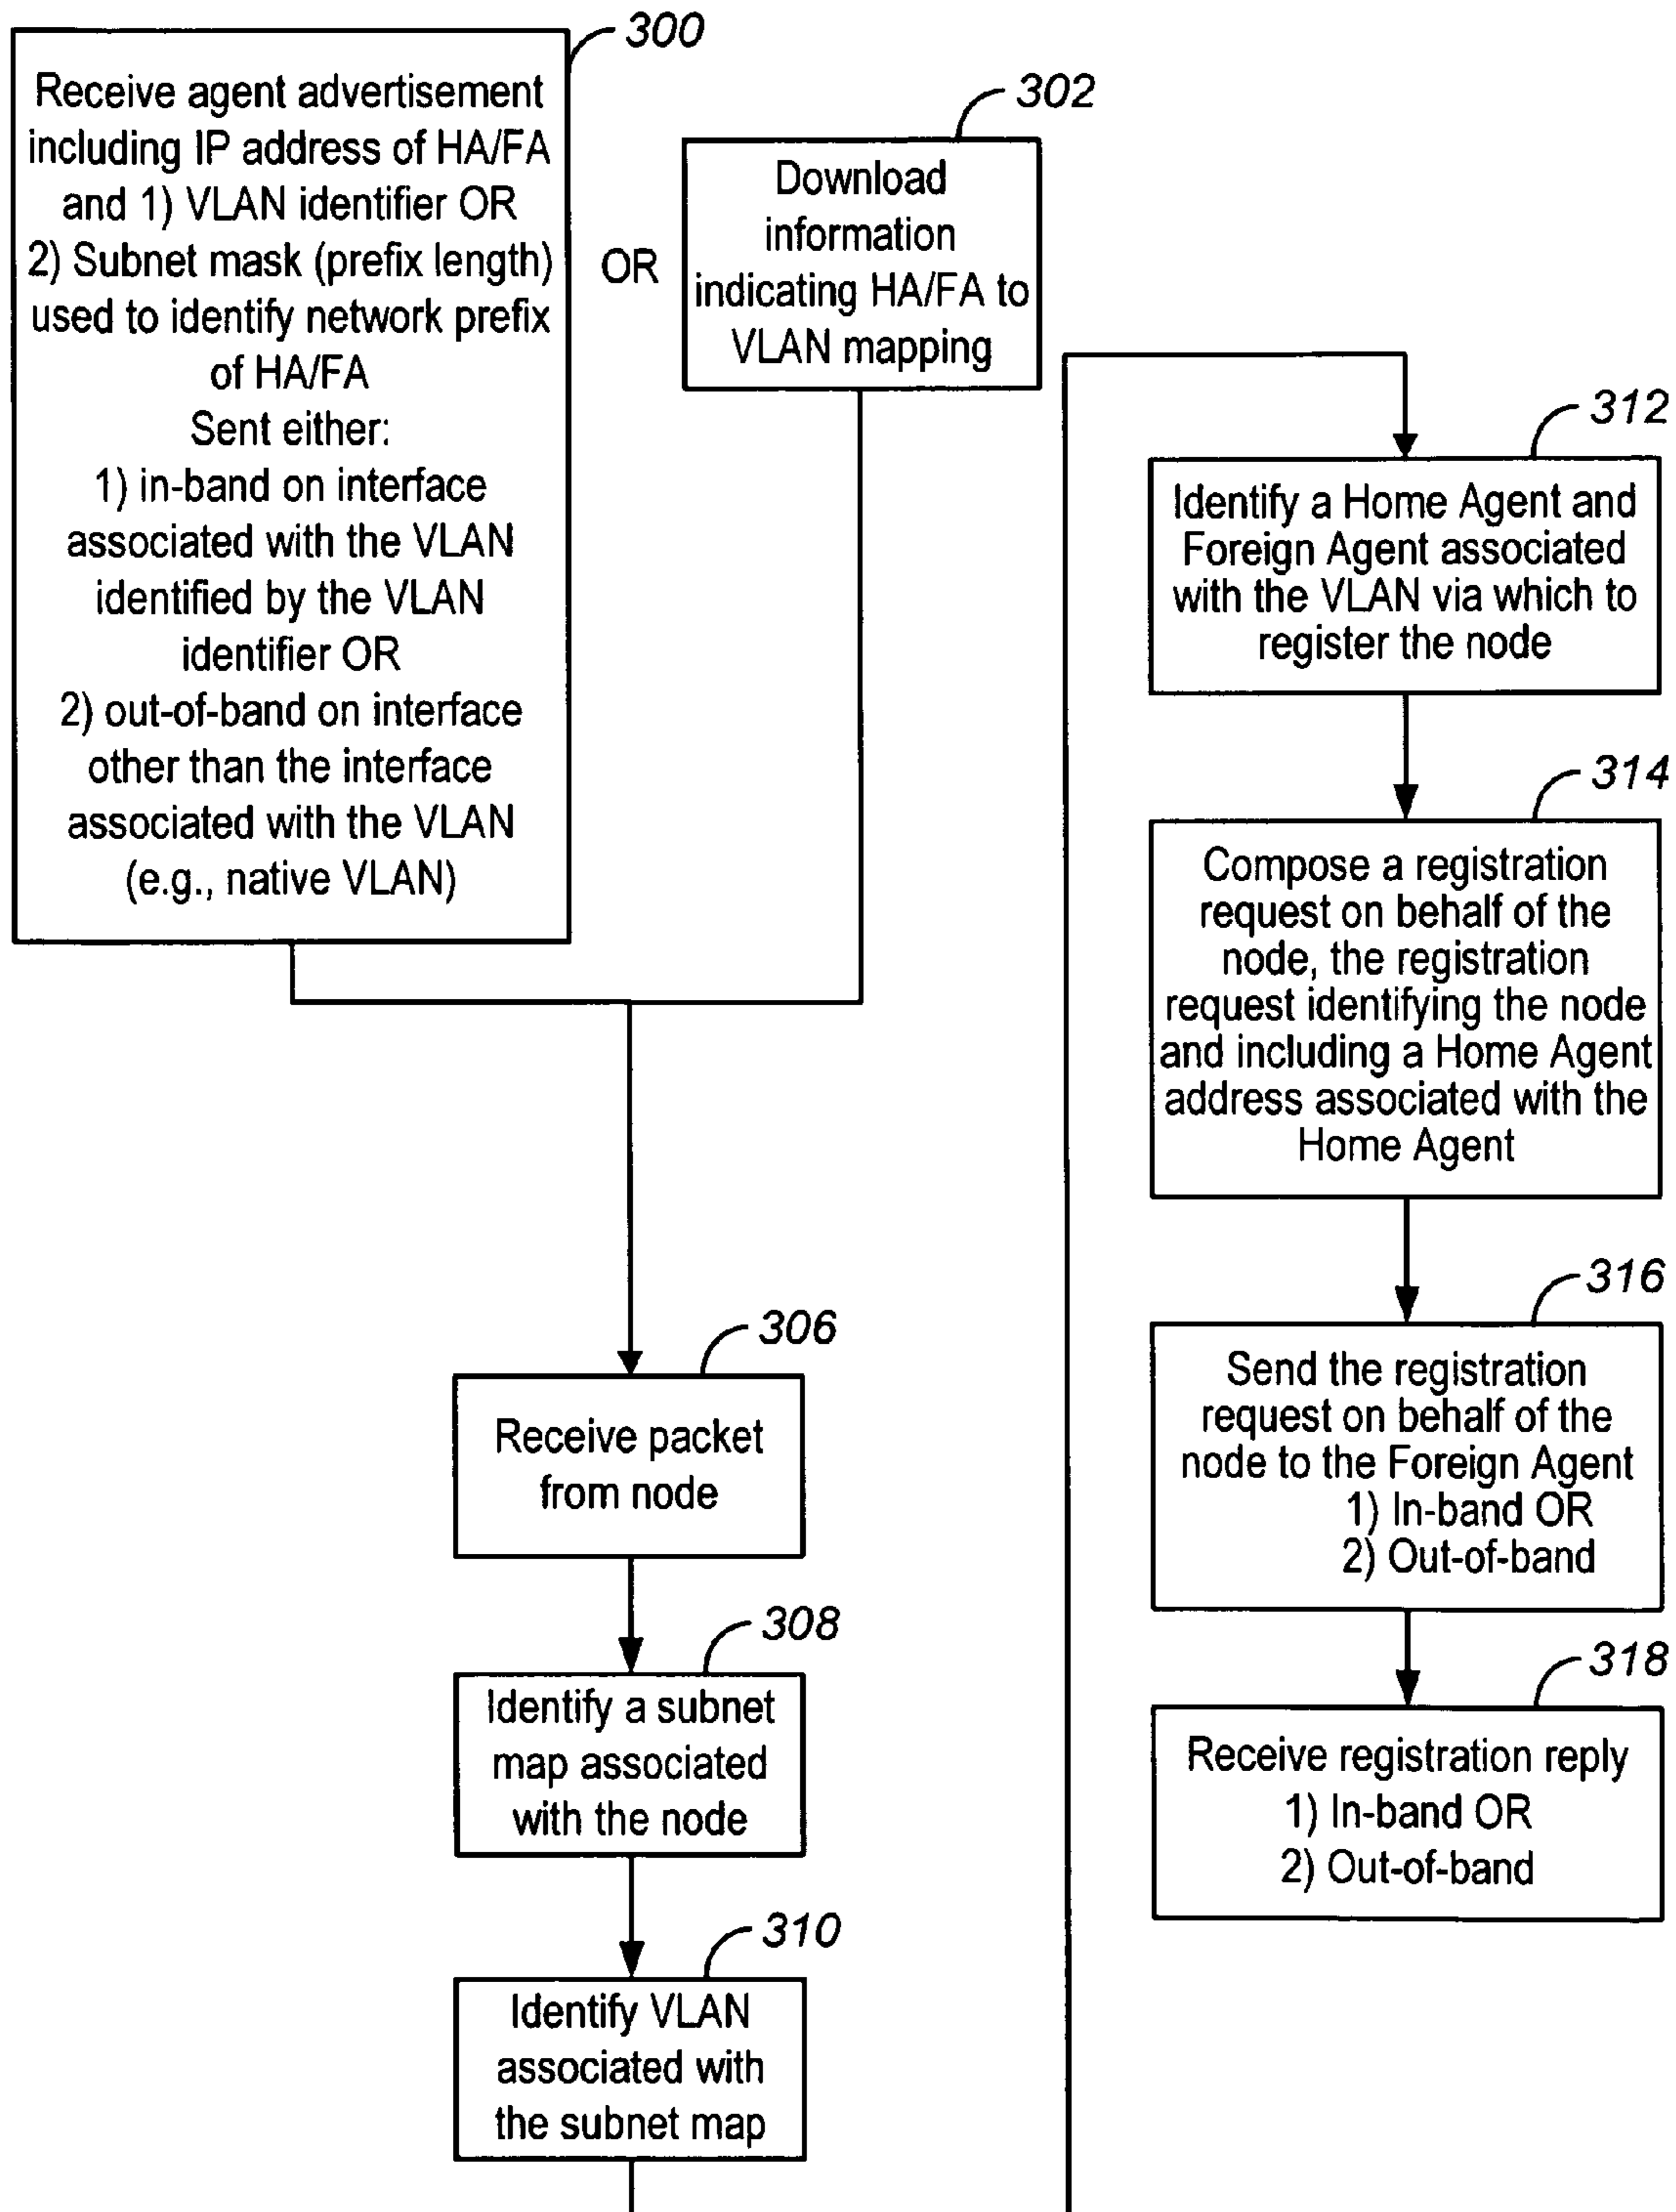 300
Receive agent advertisement
including IP address of HA/FA
and 1) VLAN identifier OR
2) Subnet mask (prefix length)
used to identify network prefix
of HA/FA
Sent either:
1) in-band on interface
associated with the VLAN
identified by the VLAN
identifier OR
2) out-of-band on interface
other than the interface
associated with the VLAN
(e.g., native VLAN)
OR
302
Download
information
indicating HA/FA to
VLAN mapping
306
Receive packet
from node
308
Identify a subnet
map associated
with the node
310
Identify VLAN
associated with
the subnet map
312
Identify a Home Agent and
Foreign Agent associated
with the VLAN via which to
register the node
314
Compose a registration
request on behalf of the
node, the registration
request identifying the node
and including a Home Agent
address associated with the
Home Agent
316
Send the registration
request on behalf of the
node to the Foreign Agent
1) In-band OR
2) Out-of-band
318
Receive registration reply
1) In-band OR
2) Out-of-band